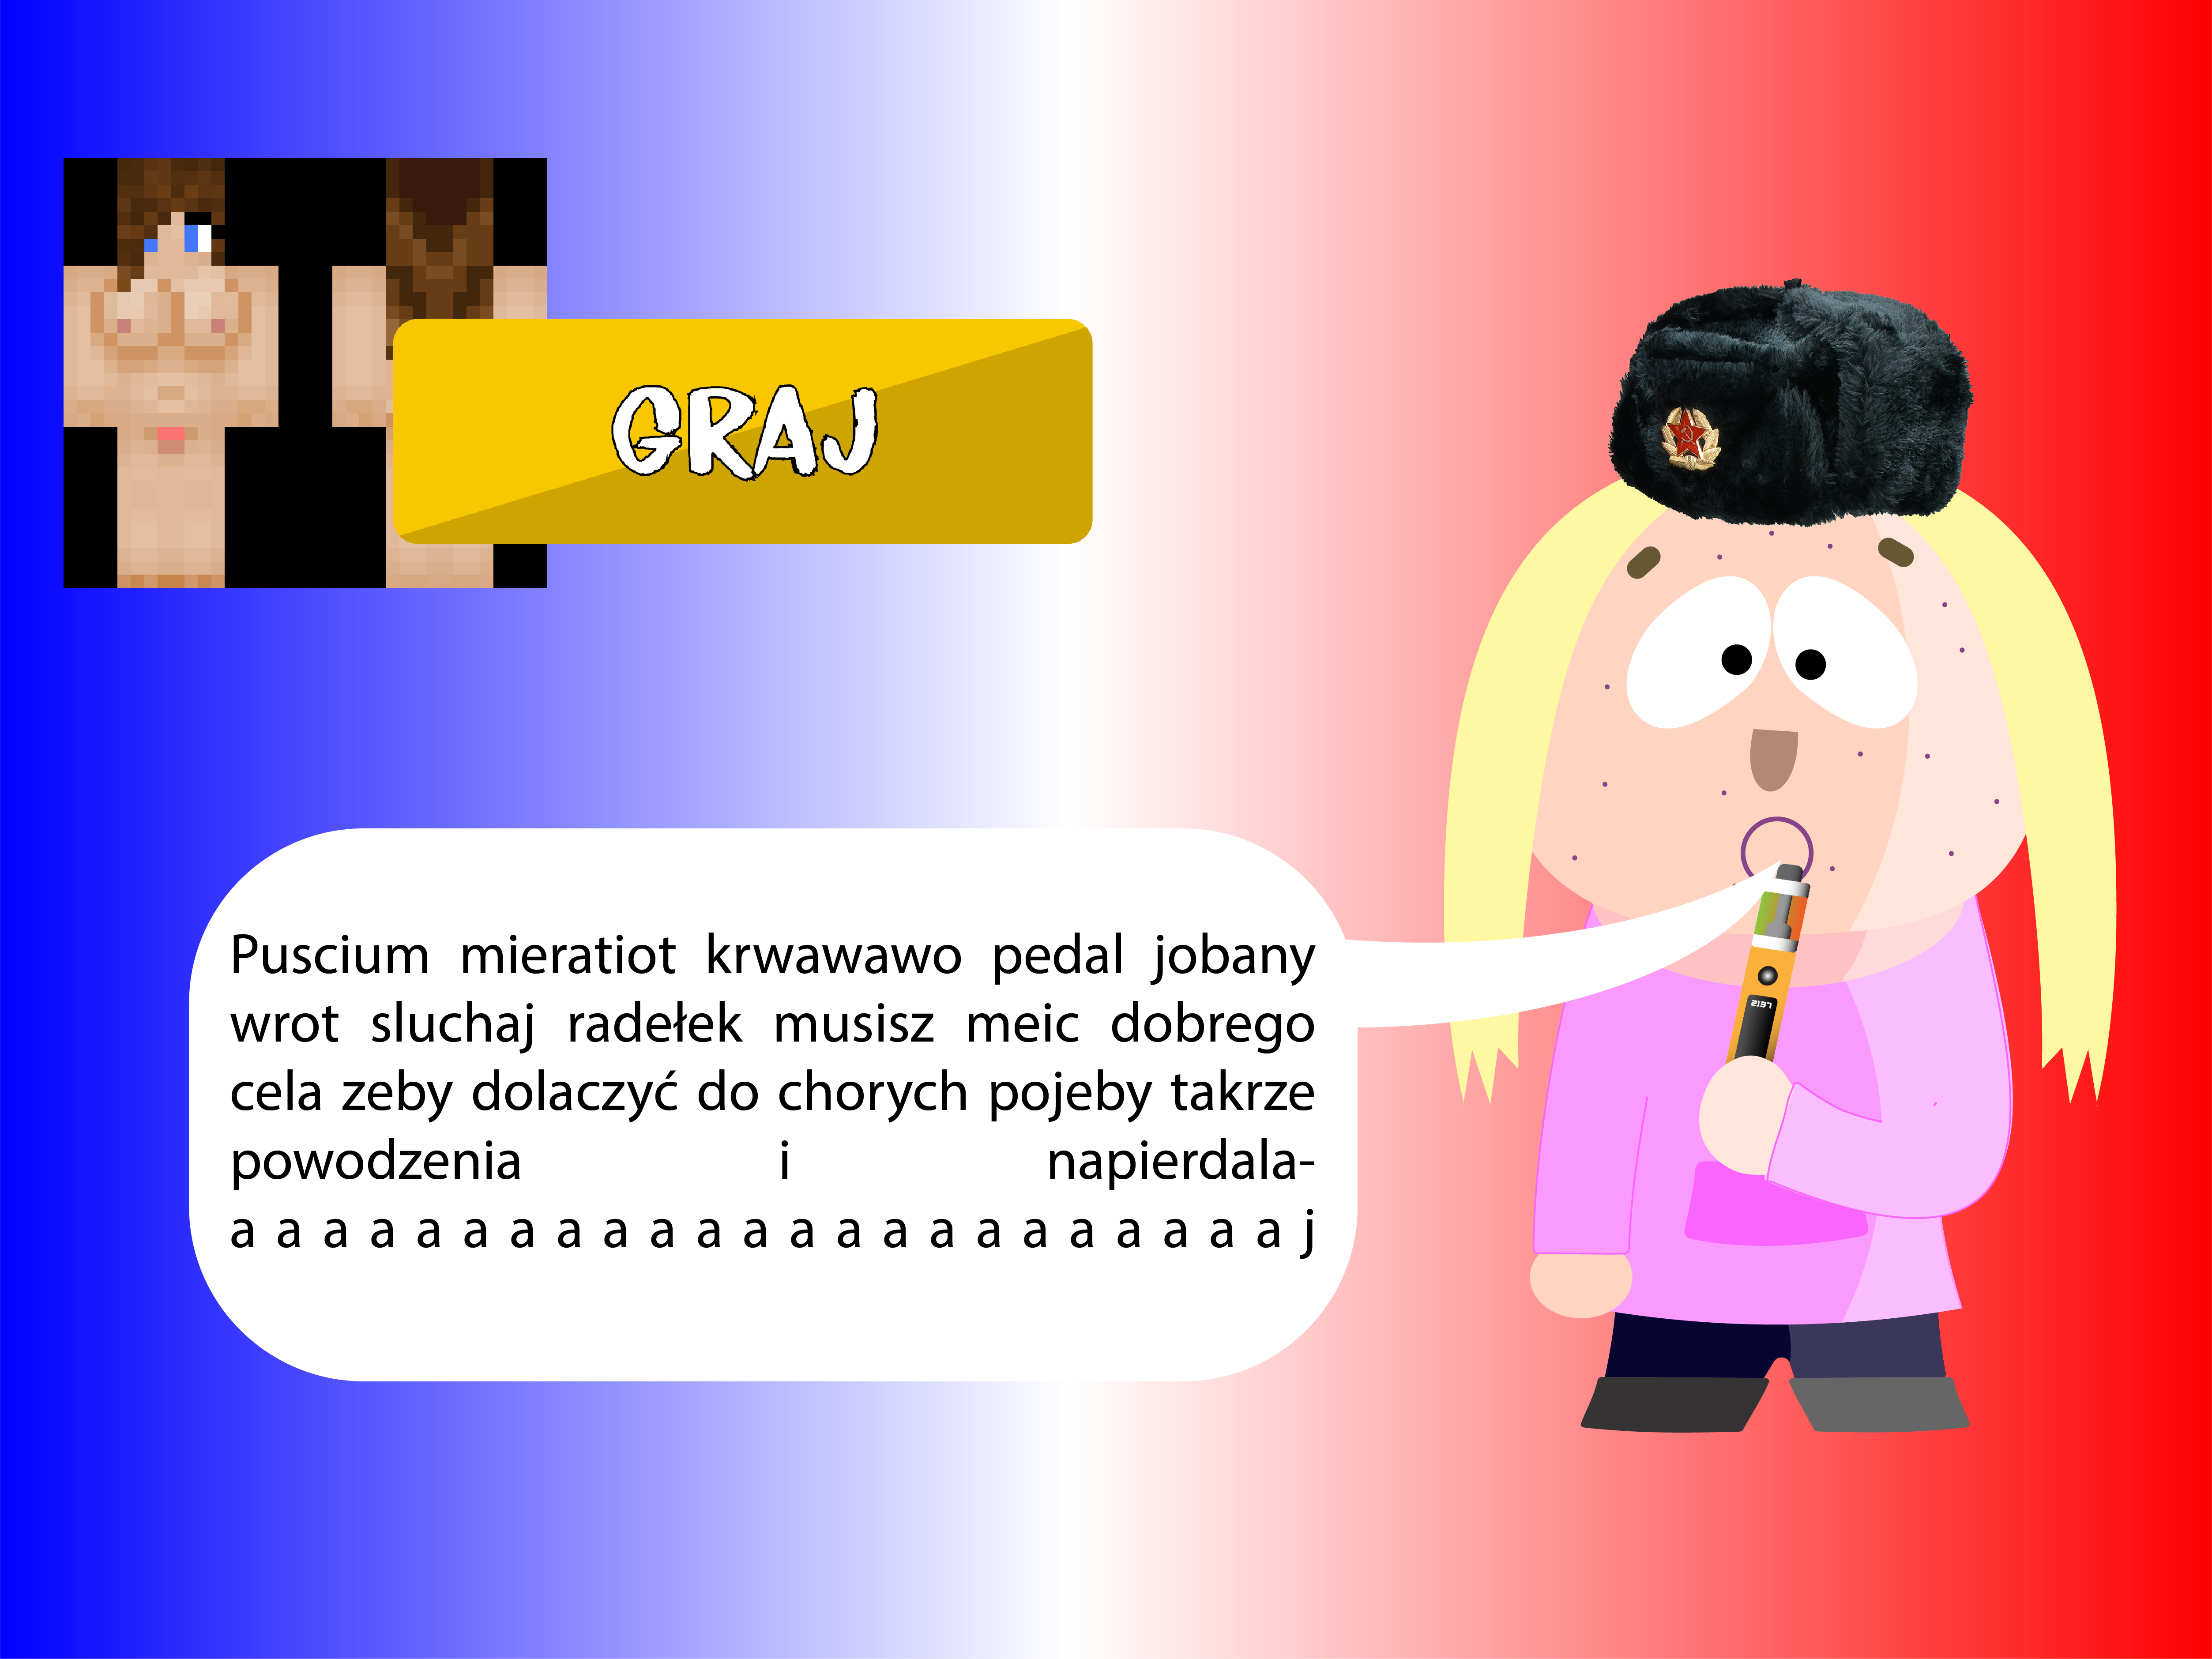 GRAJ
Puscium mieratiot krwawawo pedal jobany
wrot sluchaj radełek musisz meic dobrego
cela zeby dolaczyć do chorych pojeby takrze
powodzenia i napierdala-
a a a a a a a a a a a a a a a a a a a a a a a j
2137